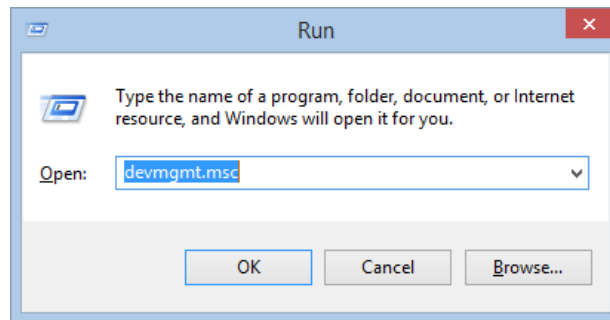 Run
Type the name of a program, folder, document, or Internet
resource, and Windows will open it for you.
Open: devmgmt.msc
OK Cancel Browse...